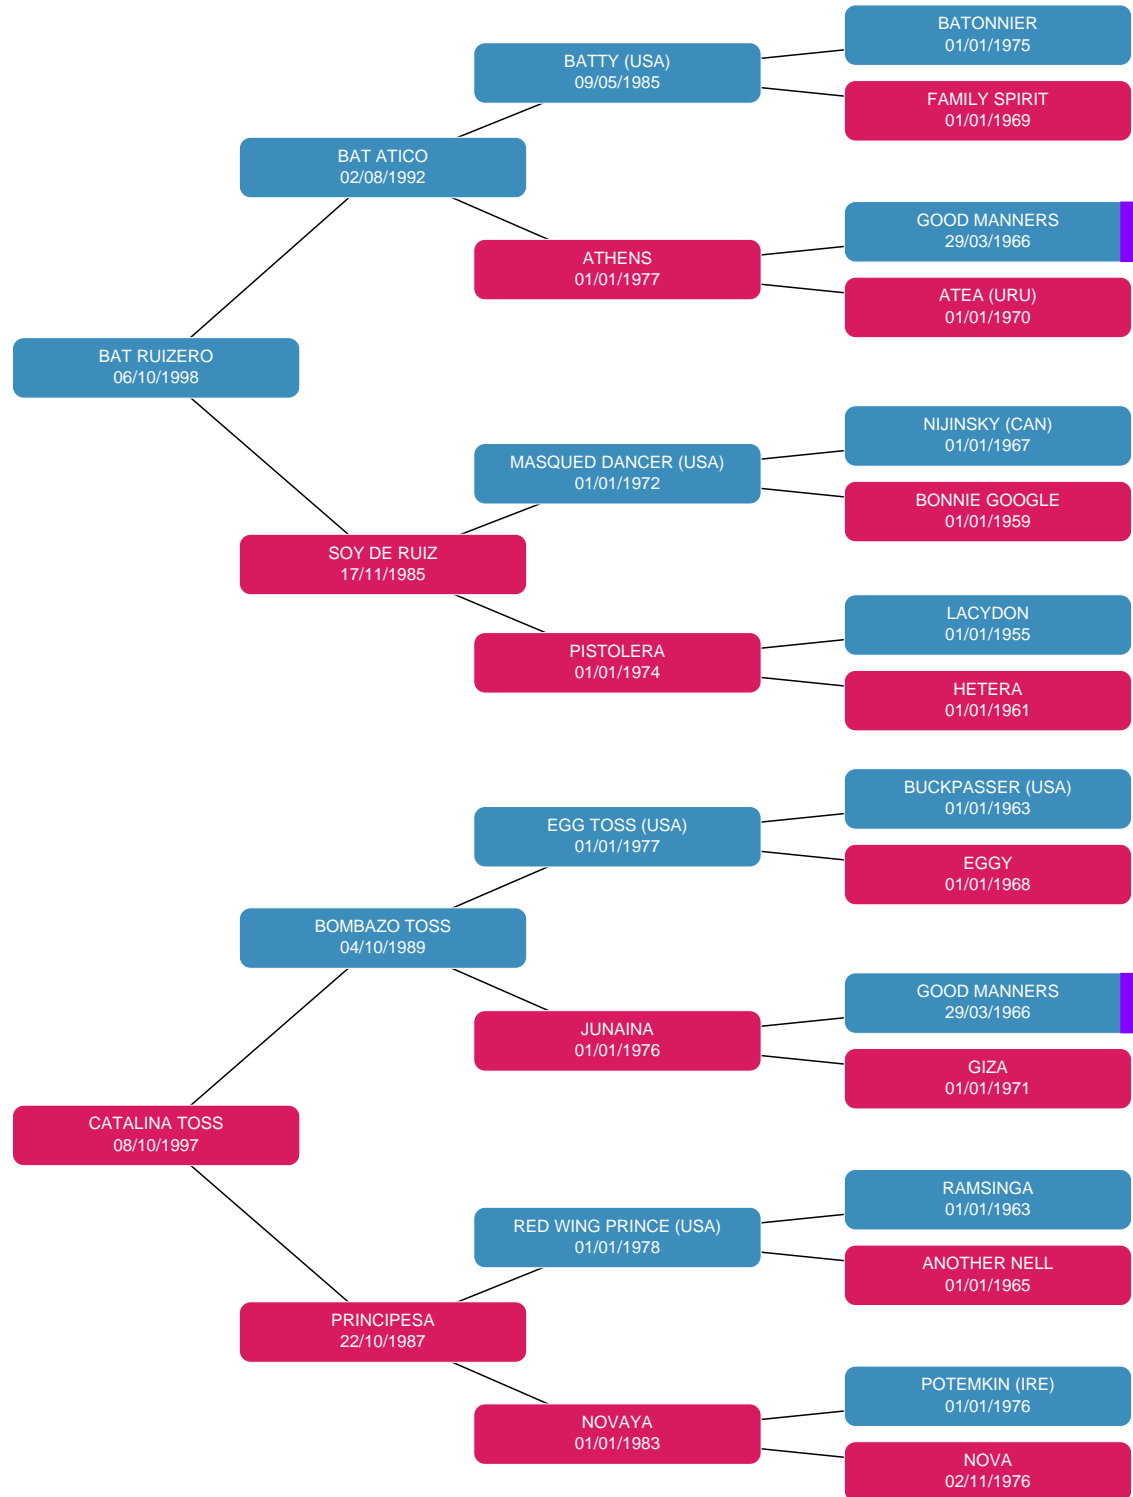 BATONNIER
01/01/1975
BATTY (USA)
09/05/1985
FAMILY SPIRIT
01/01/1969
BAT ATICO
02/08/1992
GOOD MANNERS
29/03/1966
ATHENS
01/01/1977
ATEA (URU)
01/01/1970
BAT RUIZERO
06/10/1998
NIJINSKY (CAN)
01/01/1967
MASQUED DANCER (USA)
01/01/1972
BONNIE GOOGLE
01/01/1959
SOY DE RUIZ
17/11/1985
LACYDON
01/01/1955
PISTOLERA
01/01/1974
HETERA
01/01/1961
BUCKPASSER (USA)
01/01/1963
EGG TOSS (USA)
01/01/1977
EGGY
01/01/1968
BOMBAZO TOSS
04/10/1989
GOOD MANNERS
29/03/1966
JUNAINA
01/01/1976
GIZA
01/01/1971
CATALINA TOSS
08/10/1997
RAMSINGA
01/01/1963
RED WING PRINCE (USA)
01/01/1978
ANOTHER NELL
01/01/1965
PRINCIPESA
22/10/1987
POTEMKIN (IRE)
01/01/1976
NOVAYA
01/01/1983
NOVA
02/11/1976